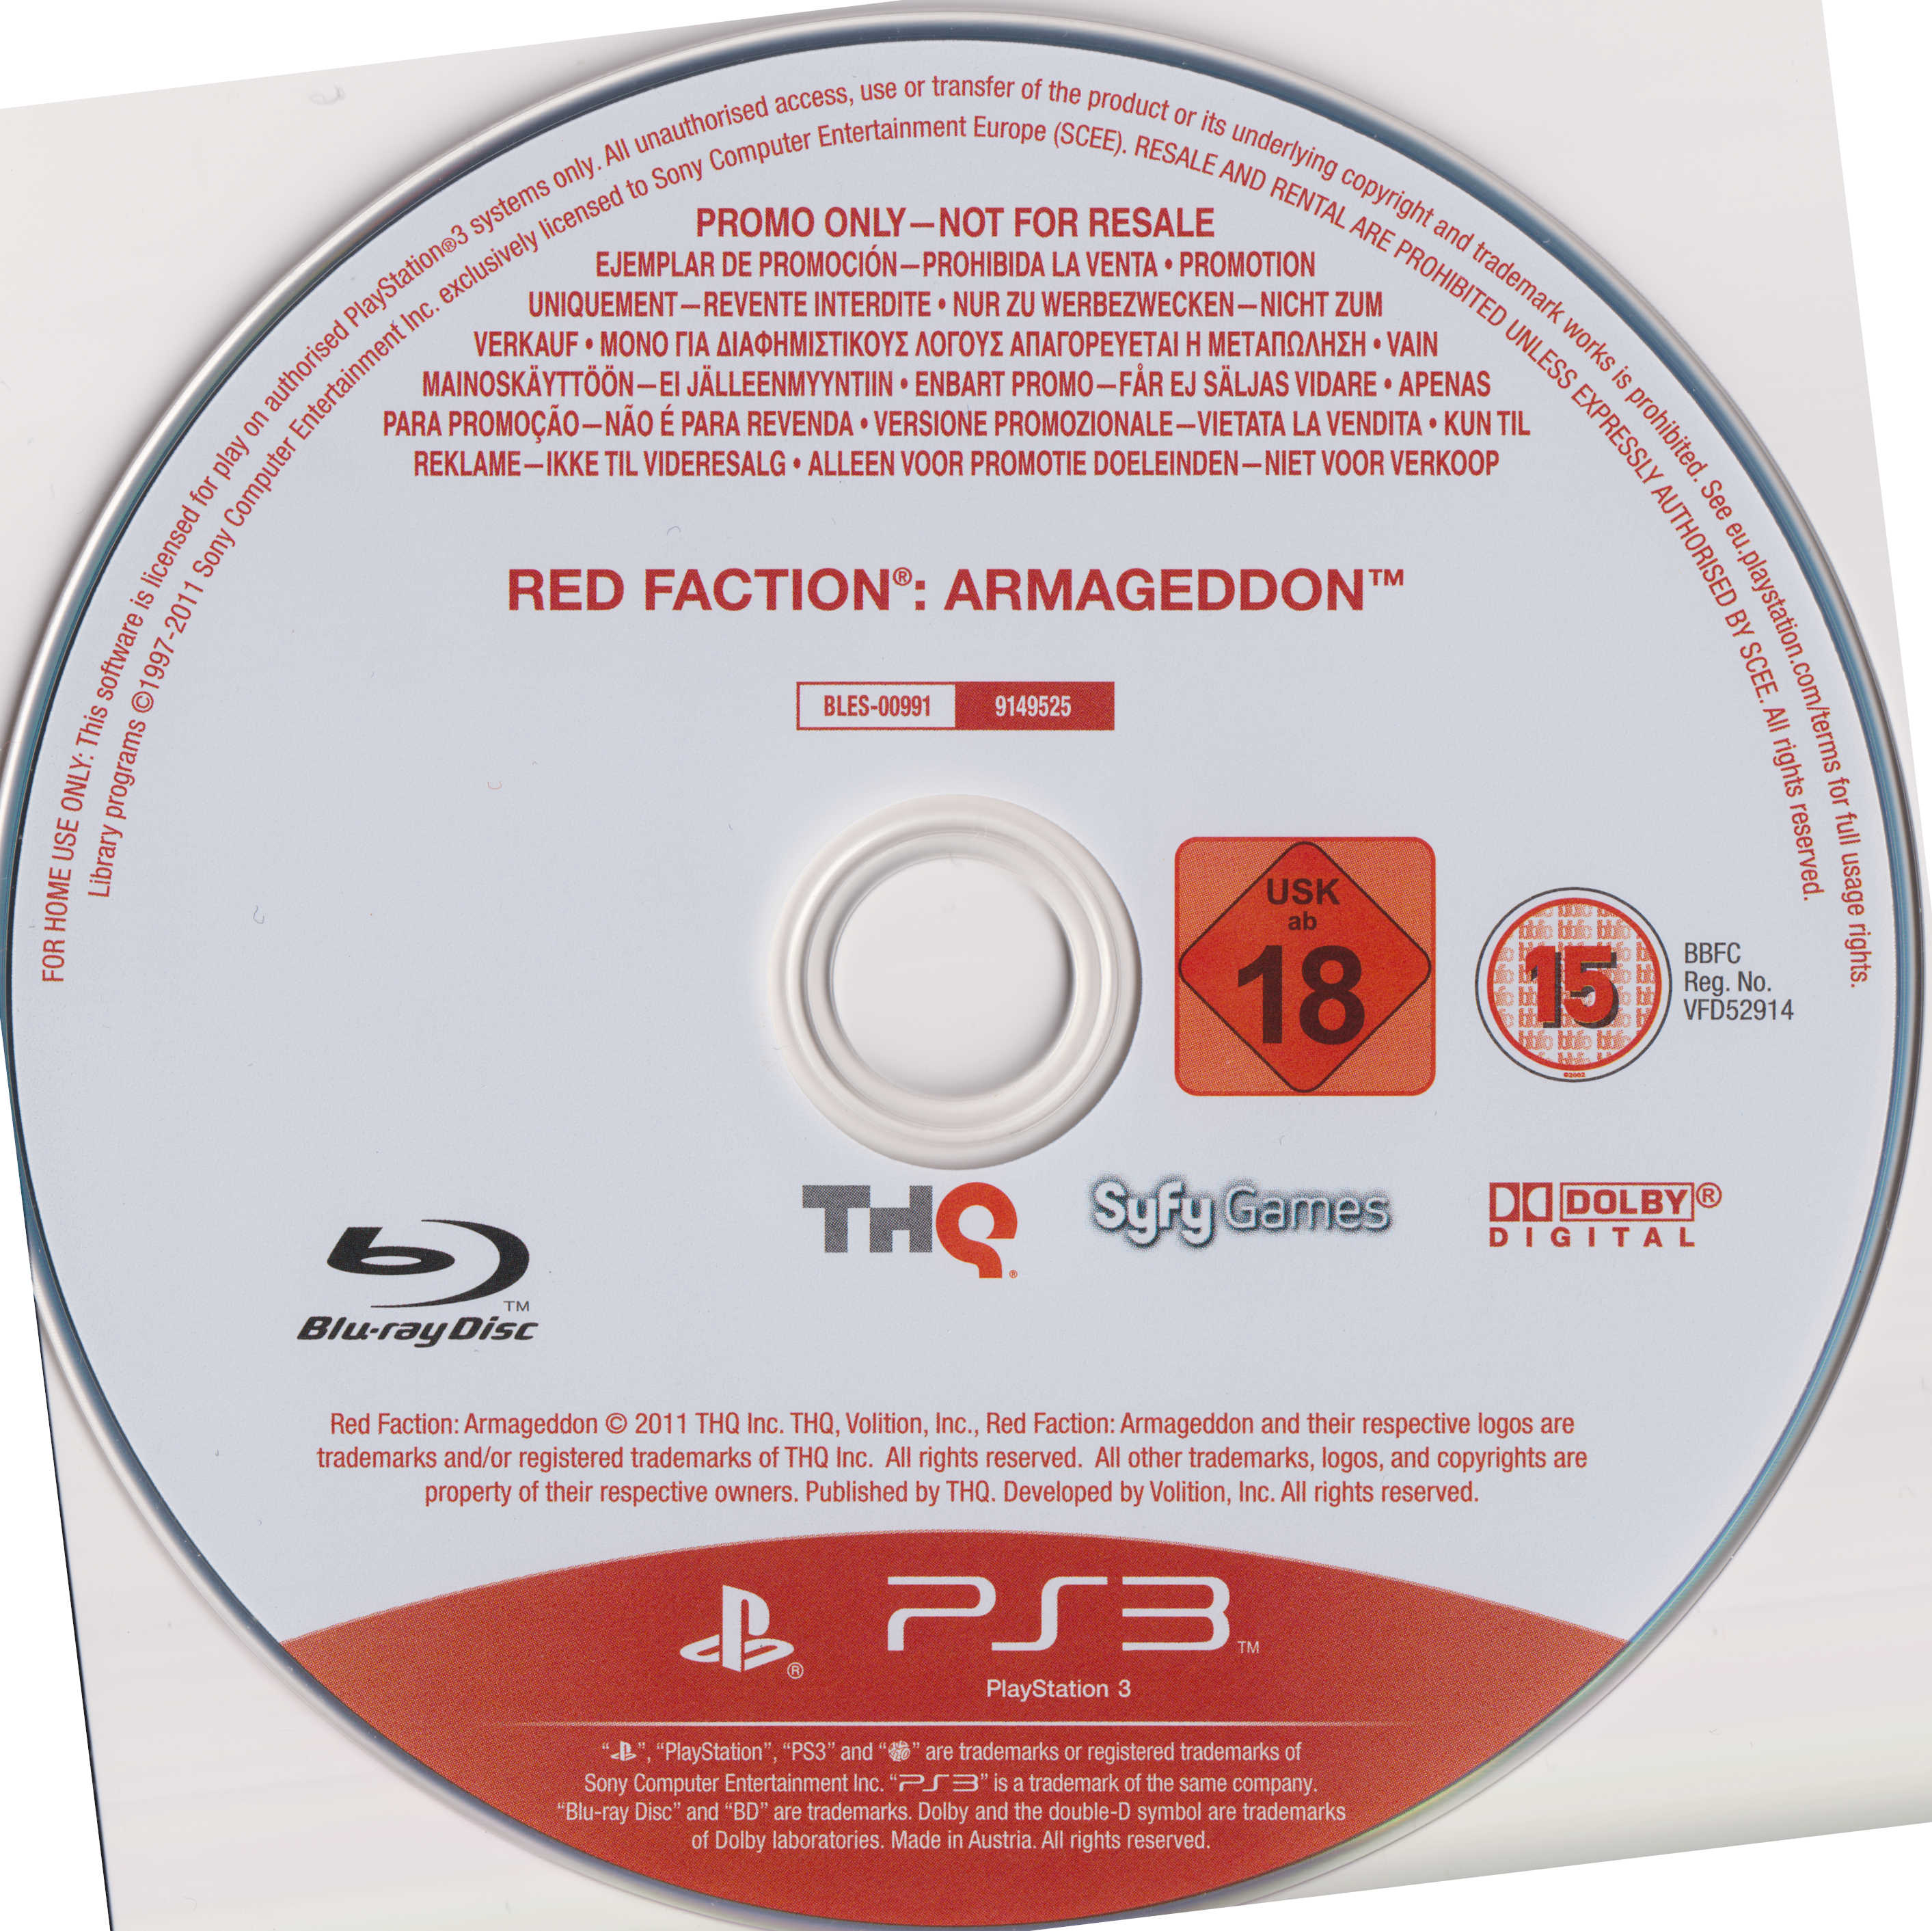 FOR HOME USE ONLY: This software is licensed for play on authorised PlayStation®3 systems only. All unauthorised access, use or transfer of the product or its underlying copyright and trademark works is prohibited. See eu.playstation.com/terms for full usage rights.
Library programs ©1997-2011 Sony Computer Entertainment Inc. exclusively licensed to Sony Computer Entertainment Europe (SCEE). RESALE AND RENTAL ARE PROHIBITED UNLESS EXPRESSLY AUTHORISED BY SCEE. All rights reserved.
PROMO ONLY—NOT FOR RESALE
EJEMPLAR DE PROMOCIÓN—PROHIBIDA LA VENTA • PROMOTION
UNIQUEMENT—REVENTE INTERDITE • NUR ZU WERBEZWECKEN—NICHT ZUM
VERKAUF • ΜΟΝΟ ΓΙΑ ΔΙΑΦΗΜΙΣΤΙΚΟΥΣ ΛΟΓΟΥΣ ΑΠΑΓΟΡΕΥΕΤΑΙ Η ΜΕΤΑΠΩΛΗΣΗ • VAIN
MAINOSKÄYTTÖÖN—EI JÄLLEENMYYNTIIN • ENBART PROMO—FÅR EJ SÄLJAS VIDARE • APENAS
PARA PROMOÇÃO—NÃO É PARA REVENDA • VERSIONE PROMOZIONALE—VIETATA LA VENDITA • KUN TIL
REKLAME—IKKE TIL VIDERESALG • ALLEEN VOOR PROMOTIE DOELEINDEN—NIET VOOR VERKOOP
RED FACTION®: ARMAGEDDON™
BLES-00991 9149525
USK
ab
18
15
©2002
BBFC
Reg. No.
VFD52914
THQ®
Syfy Games
DOLBY®
DIGITAL
Blu-ray Disc™
Red Faction: Armageddon © 2011 THQ Inc. THQ, Volition, Inc., Red Faction: Armageddon and their respective logos are
trademarks and/or registered trademarks of THQ Inc. All rights reserved. All other trademarks, logos, and copyrights are
property of their respective owners. Published by THQ. Developed by Volition, Inc. All rights reserved.
PS3™
PlayStation 3
“ ”, “PlayStation”, “PS3” and “ ” are trademarks or registered trademarks of
Sony Computer Entertainment Inc. “PS3” is a trademark of the same company.
“Blu-ray Disc” and “BD” are trademarks. Dolby and the double-D symbol are trademarks
of Dolby laboratories. Made in Austria. All rights reserved.